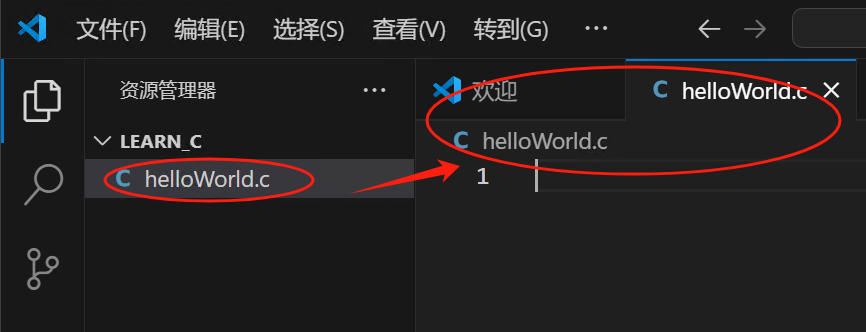 文件(F) 编辑(E) 选择(S) 查看(V) 转到(G) ···
资源管理器 ···
欢迎
C helloWorld.c
LEARN_C
C helloWorld.c
C helloWorld.c
1